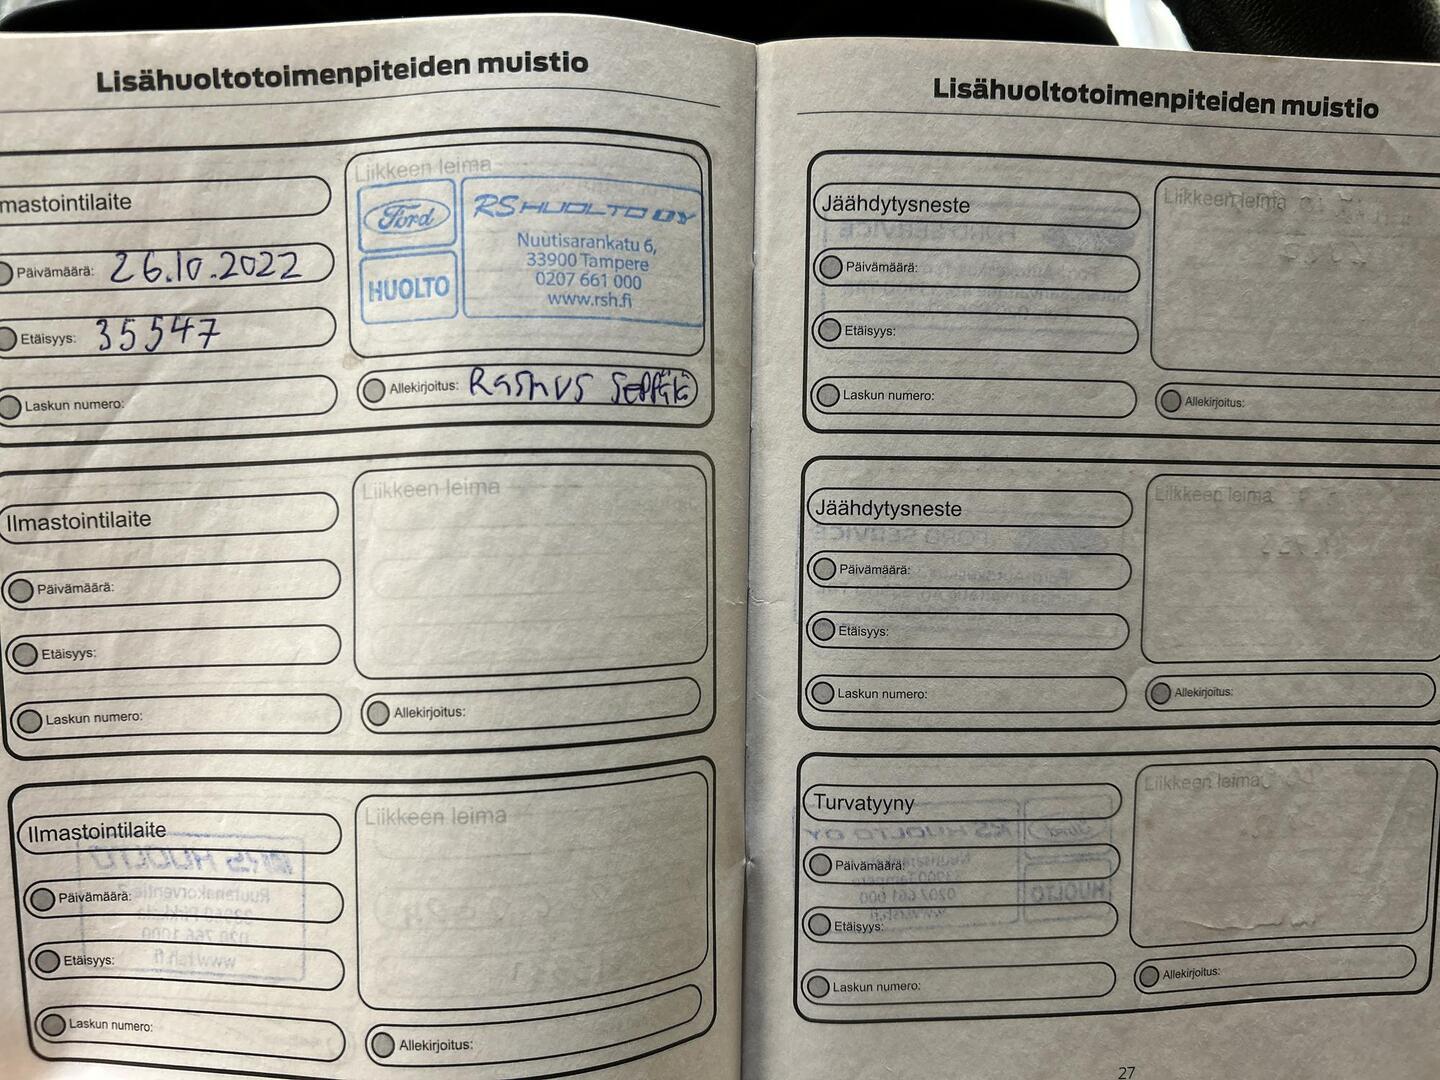 Lisähuoltotoimenpiteiden muistio
mastointilaite
Päivämäärä: 26.10.2022
Etäisyys: 35547
Laskun numero:
Liikkeen leima
Ford
HUOLTO
RS HUOLTO OY
Nuutisarankatu 6,
33900 Tampere
0207 661 000
www.rsh.fi
Allekirjoitus: Rasmus Seppälä
Ilmastointilaite
Päivämäärä:
Etäisyys:
Laskun numero:
Liikkeen leima
Allekirjoitus:
Ilmastointilaite
Päivämäärä:
Etäisyys:
Laskun numero:
Liikkeen leima
Allekirjoitus:
Lisähuoltotoimenpiteiden muistio
Jäähdytysneste
Päivämäärä:
Etäisyys:
Laskun numero:
Liikkeen leima
Allekirjoitus:
Jäähdytysneste
Päivämäärä:
Etäisyys:
Laskun numero:
Liikkeen leima
Allekirjoitus:
Turvatyyny
Päivämäärä:
Etäisyys:
Laskun numero:
Liikkeen leima
Allekirjoitus:
27